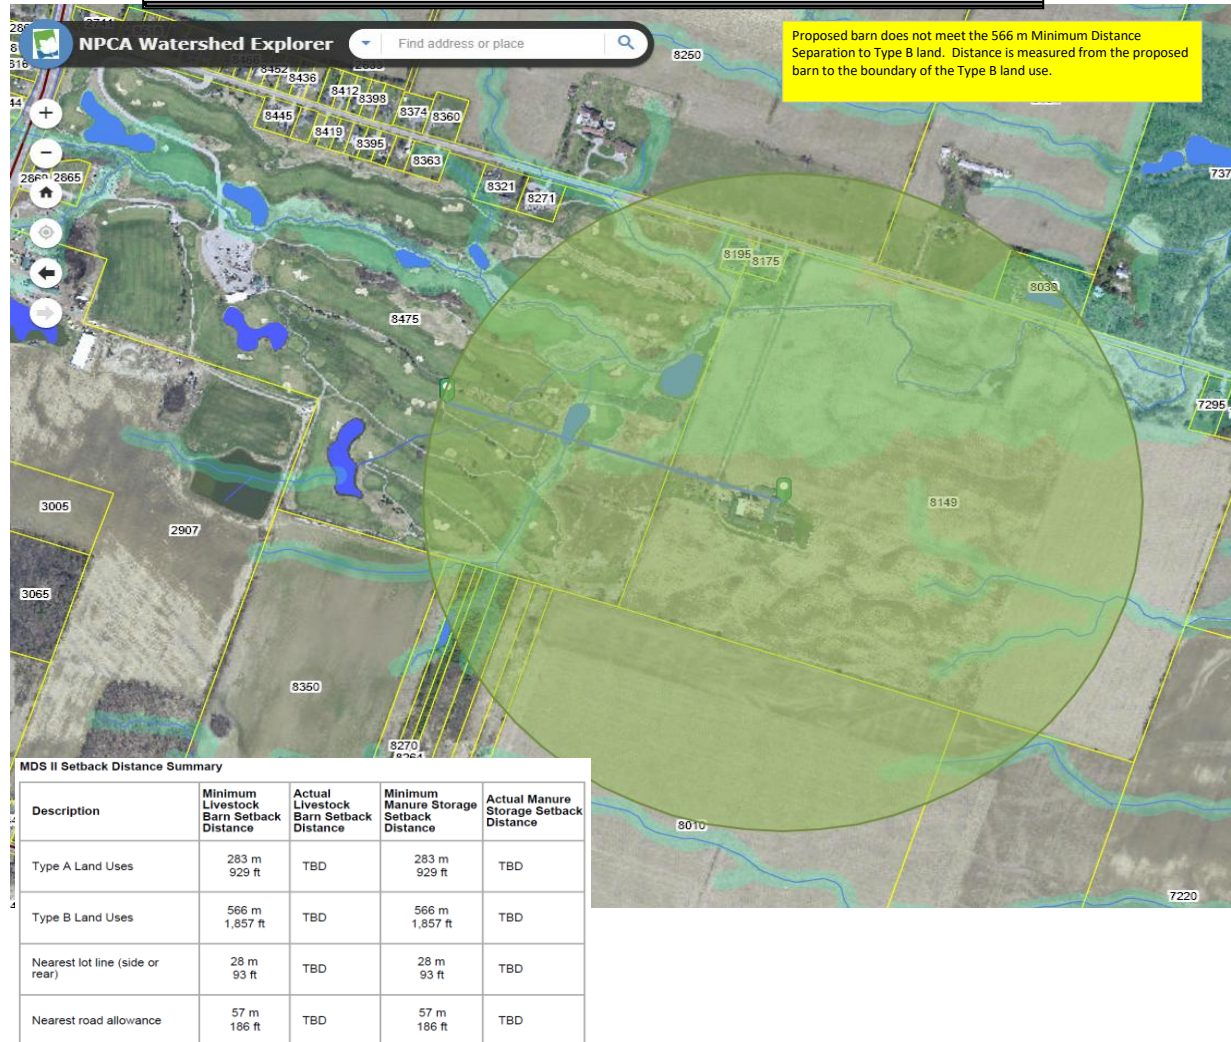 NPCA Watershed Explorer
Find address or place
Proposed barn does not meet the 566 m Minimum Distance
Separation to Type B land.  Distance is measured from the proposed
barn to the boundary of the Type B land use.
2744
8250
8452
8436
8412
8398
8374
8360
8445
8419
8395
8363
8321
8271
2865
8195
8175
8030
8475
7295
8149
3005
2907
3065
8350
8270
8010
7220
MDS II Setback Distance Summary
Description
Minimum
Livestock
Barn Setback
Distance
Actual
Livestock
Barn Setback
Distance
Minimum
Manure Storage
Setback
Distance
Actual Manure
Storage Setback
Distance
Type A Land Uses
283 m
929 ft
TBD
283 m
929 ft
TBD
Type B Land Uses
566 m
1,857 ft
TBD
566 m
1,857 ft
TBD
Nearest lot line (side or
rear)
28 m
93 ft
TBD
28 m
93 ft
TBD
Nearest road allowance
57 m
186 ft
TBD
57 m
186 ft
TBD